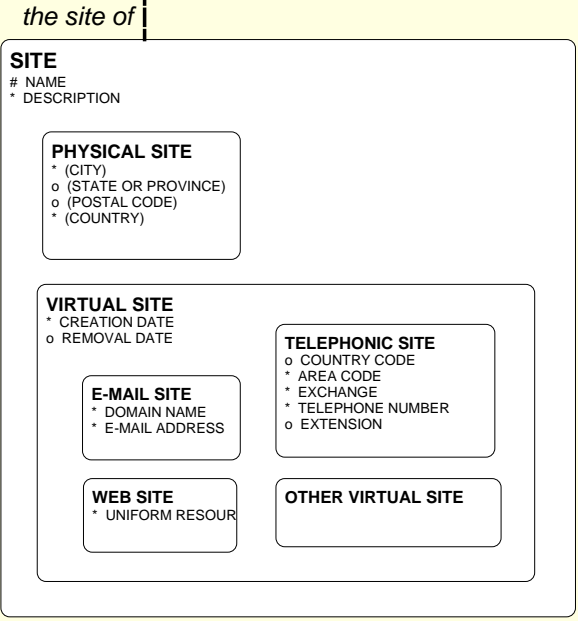 the site of
SITE
# NAME
* DESCRIPTION
PHYSICAL SITE
* (CITY)
o (STATE OR PROVINCE)
o (POSTAL CODE)
* (COUNTRY)
VIRTUAL SITE
* CREATION DATE
o REMOVAL DATE
TELEPHONIC SITE
o COUNTRY CODE
* AREA CODE
* EXCHANGE
* TELEPHONE NUMBER
o EXTENSION
E-MAIL SITE
* DOMAIN NAME
* E-MAIL ADDRESS
WEB SITE
* UNIFORM RESOUR
OTHER VIRTUAL SITE